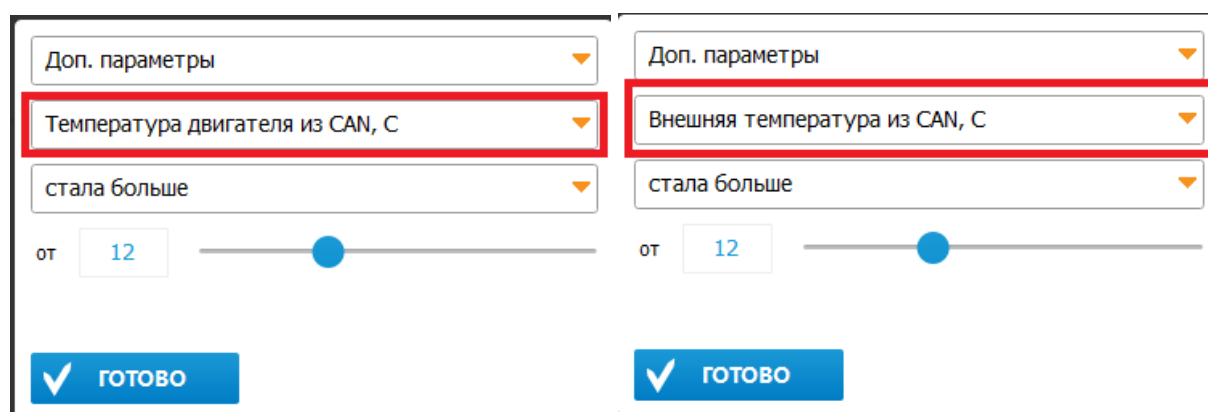 Доп. параметры
Температура двигателя из CAN, C
стала больше
от 12
ГОТОВО
Доп. параметры
Внешняя температура из CAN, C
стала больше
от 12
ГОТОВО